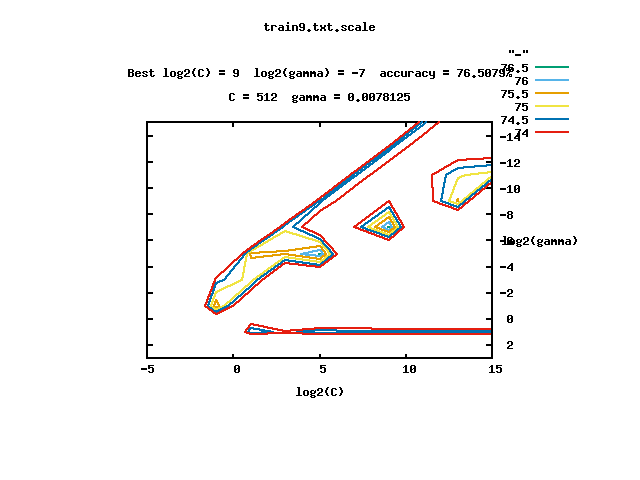 train9.txt.scale
"-"
Best log2(C) = 9 log2(gamma) = -7 accuracy = 76.5079%
76.5
76
C = 512 gamma = 0.0078125
75.5
75
74.5
74
-14
-12
-10
-8
-6
log2(gamma)
-4
-2
0
2
-5 0 5 10 15
log2(C)